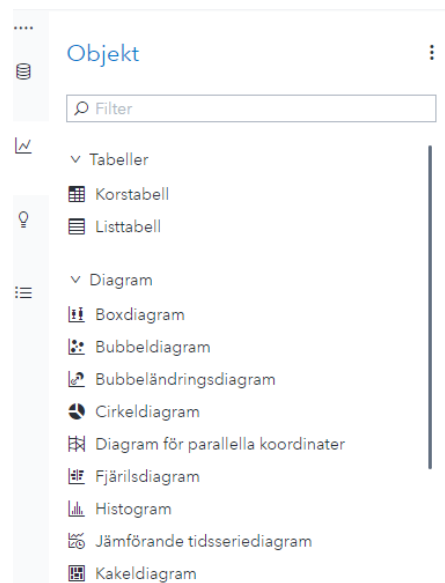 Objekt
Filter
Tabeller
Korstabell
Listtabell
Diagram
Boxdiagram
Bubbeldiagram
Bubbeländringsdiagram
Cirkeldiagram
Diagram för parallella koordinater
Fjärilsdiagram
Histogram
Jämförande tidsseriediagram
Kakeldiagram